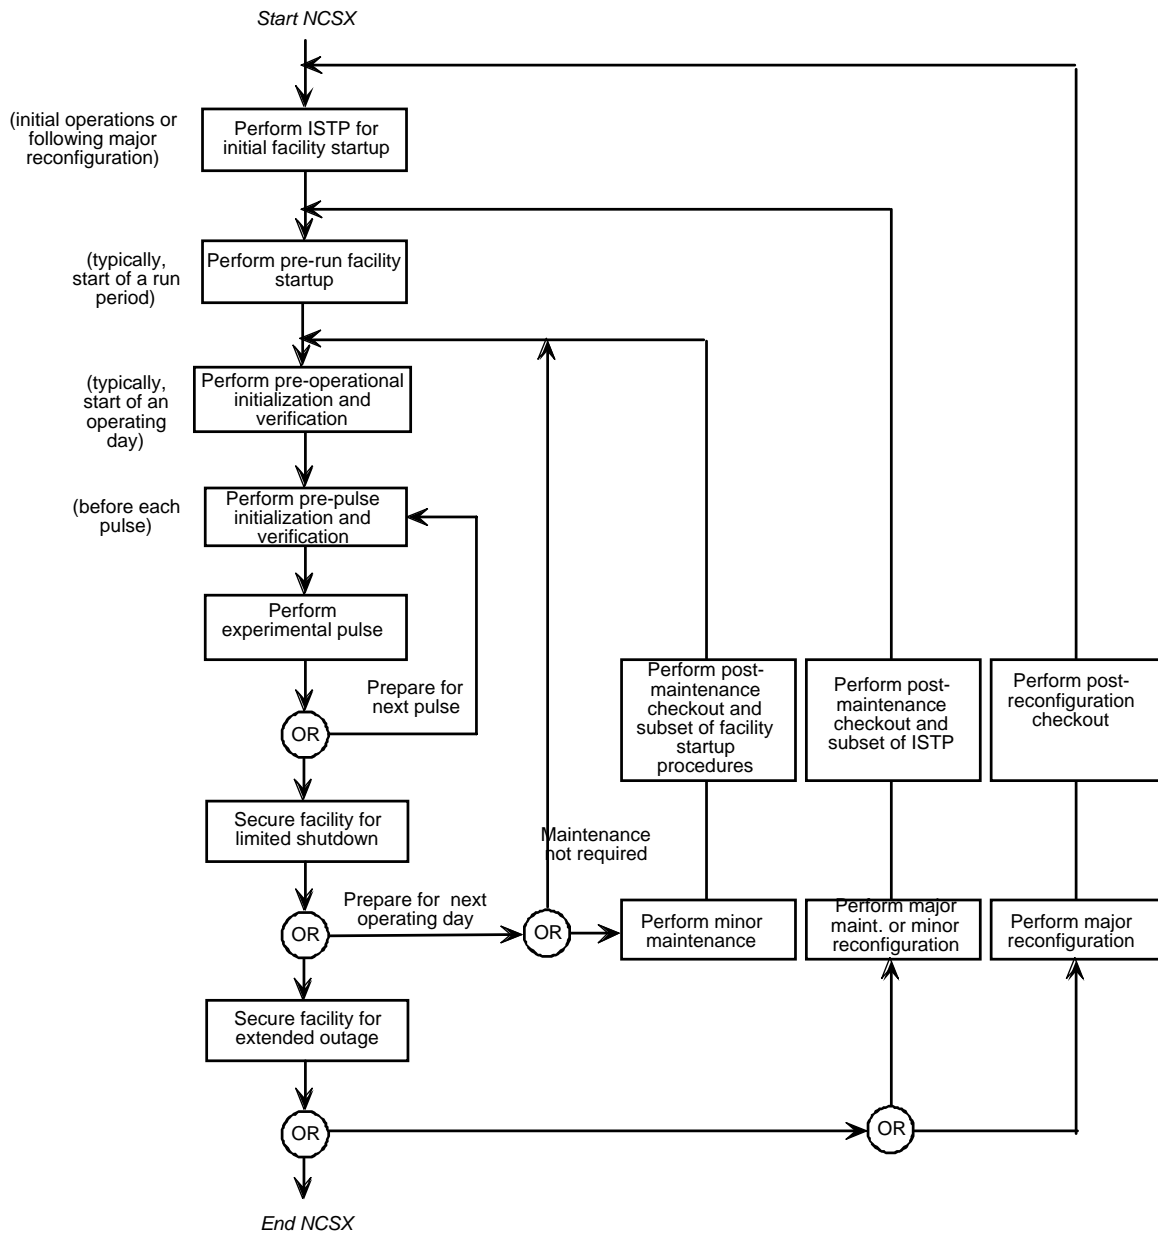 Start NCSX
(initial operations or
following major
reconfiguration)
Perform ISTP for
initial facility startup
(typically,
start of a run
period)
Perform pre-run facility
startup
(typically,
start of an
operating
day)
Perform pre-operational
initialization and
verification
(before each
pulse)
Perform pre-pulse
initialization and
verification
Perform
experimental pulse
Prepare for
next pulse
OR
Perform post-
maintenance
checkout and
subset of facility
startup
procedures
Perform post-
maintenance
checkout and
subset of ISTP
Perform post-
reconfiguration
checkout
Secure facility for
limited shutdown
Maintenance
not required
Prepare for next
operating day
OR
OR
Perform minor
maintenance
Perform major
maint. or minor
reconfiguration
Perform major
reconfiguration
Secure facility for
extended outage
OR
OR
End NCSX